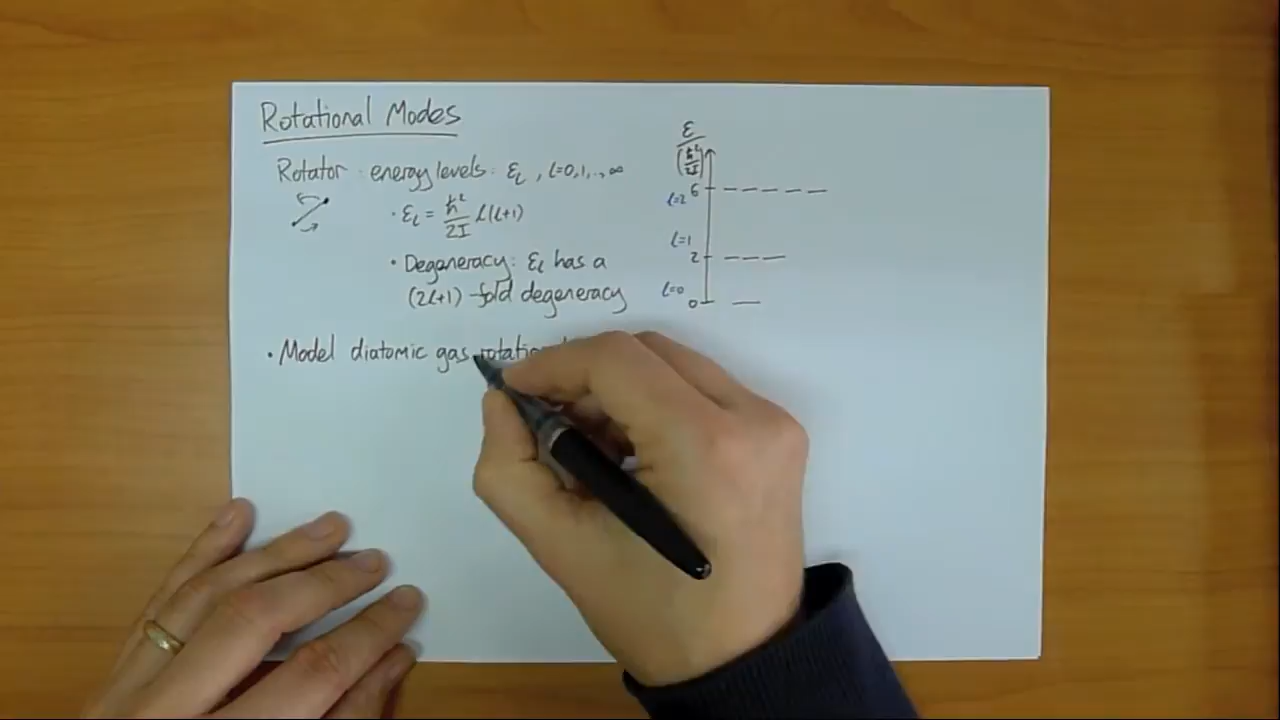 Rotational Modes
Rotator : energy levels: εₗ , l=0,1,..,∞
· εₗ = ħ²/2I l(l+1)
· Degeneracy: εₗ has a
(2l+1) -fold degeneracy
ε/(ħ²/2I)
l=2 6
l=1
2
l=0
0
· Model diatomic gas